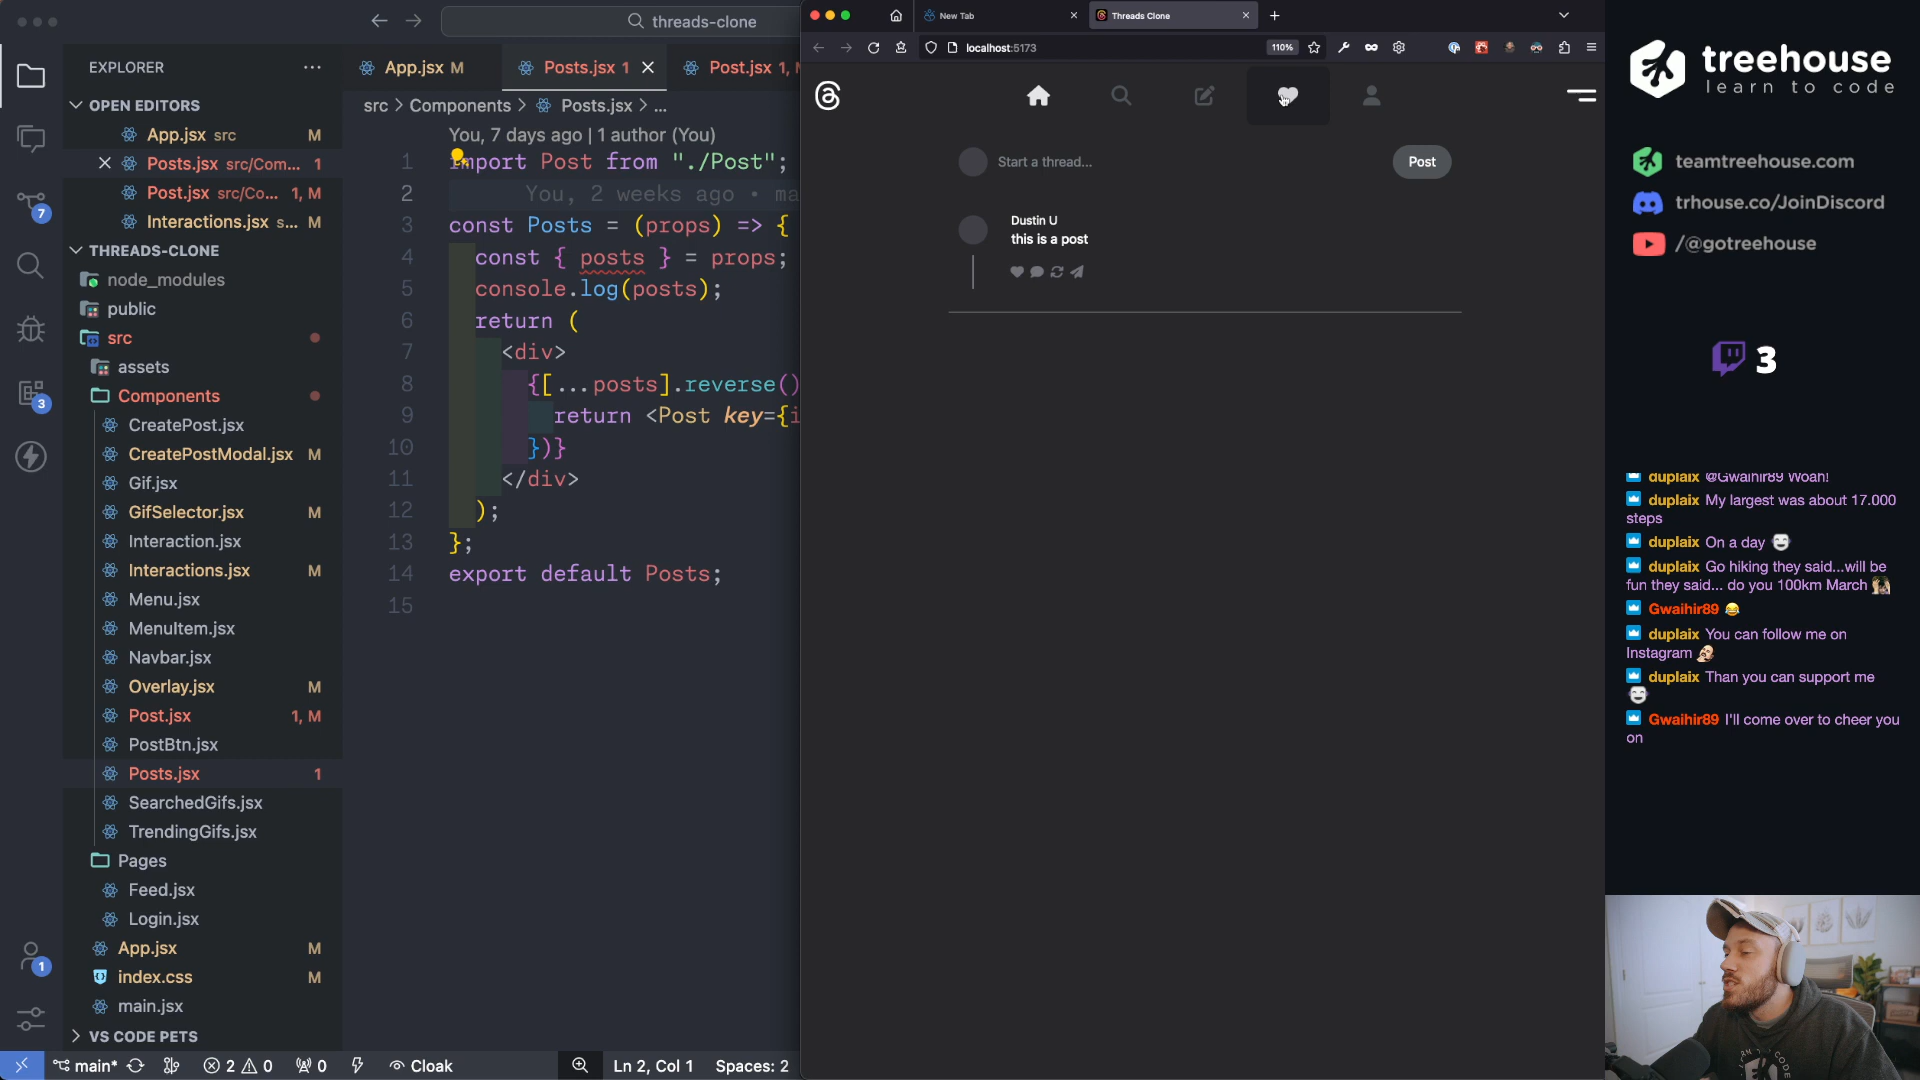 threads-clone
EXPLORER
OPEN EDITORS
App.jsx src M
Posts.jsx src/Com... 1
Post.jsx src/Co... 1, M
Interactions.jsx s... M
THREADS-CLONE
node_modules
public
src
assets
Components
CreatePost.jsx
CreatePostModal.jsx M
Gif.jsx
GifSelector.jsx M
Interaction.jsx
Interactions.jsx M
Menu.jsx
MenuItem.jsx
Navbar.jsx
Overlay.jsx M
Post.jsx 1, M
PostBtn.jsx
Posts.jsx 1
SearchedGifs.jsx
TrendingGifs.jsx
Pages
Feed.jsx
Login.jsx
App.jsx M
index.css M
main.jsx
VS CODE PETS
7
3
1
App.jsx M
Posts.jsx 1
Post.jsx 1,
src > Components > Posts.jsx > ...
You, 7 days ago | 1 author (You)
1 import Post from "./Post";
2 You, 2 weeks ago • ma
3 const Posts = (props) => {
4 const { posts } = props;
5 console.log(posts);
6 return (
7 <div>
8 {[...posts].reverse()
9 return <Post key={i
10 })}
11 </div>
12 );
13 };
14 export default Posts;
15
main* 2 0 0 Cloak Ln 2, Col 1 Spaces: 2
New Tab
Threads Clone
localhost:5173
110%
Start a thread...
Post
Dustin U
this is a post
treehouse
learn to code
teamtreehouse.com
trhouse.co/JoinDiscord
/@gotreehouse
3
duplaix @Gwaihir89 Woah!
duplaix My largest was about 17.000
steps
duplaix On a day
duplaix Go hiking they said...will be
fun they said... do you 100km March
Gwaihir89
duplaix You can follow me on
Instagram
duplaix Than you can support me
Gwaihir89 I'll come over to cheer you
on